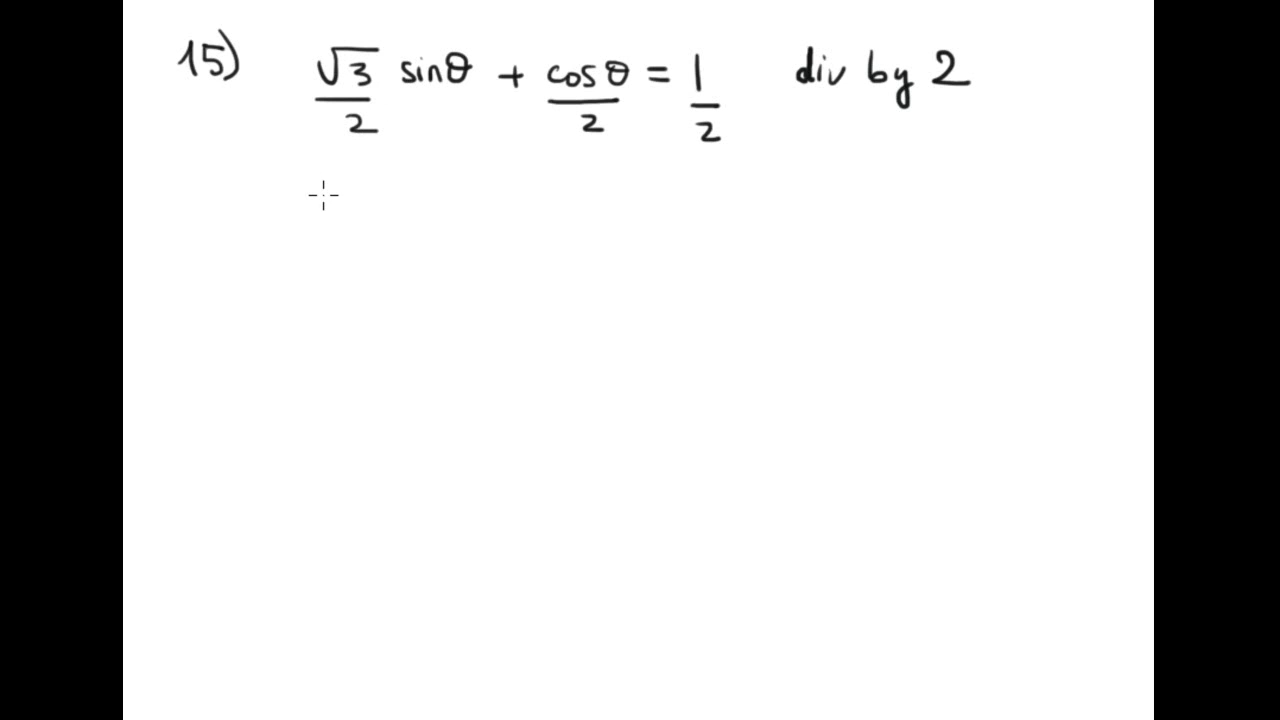 15) √3/2 sinθ + cosθ/2 = 1/2 div by 2